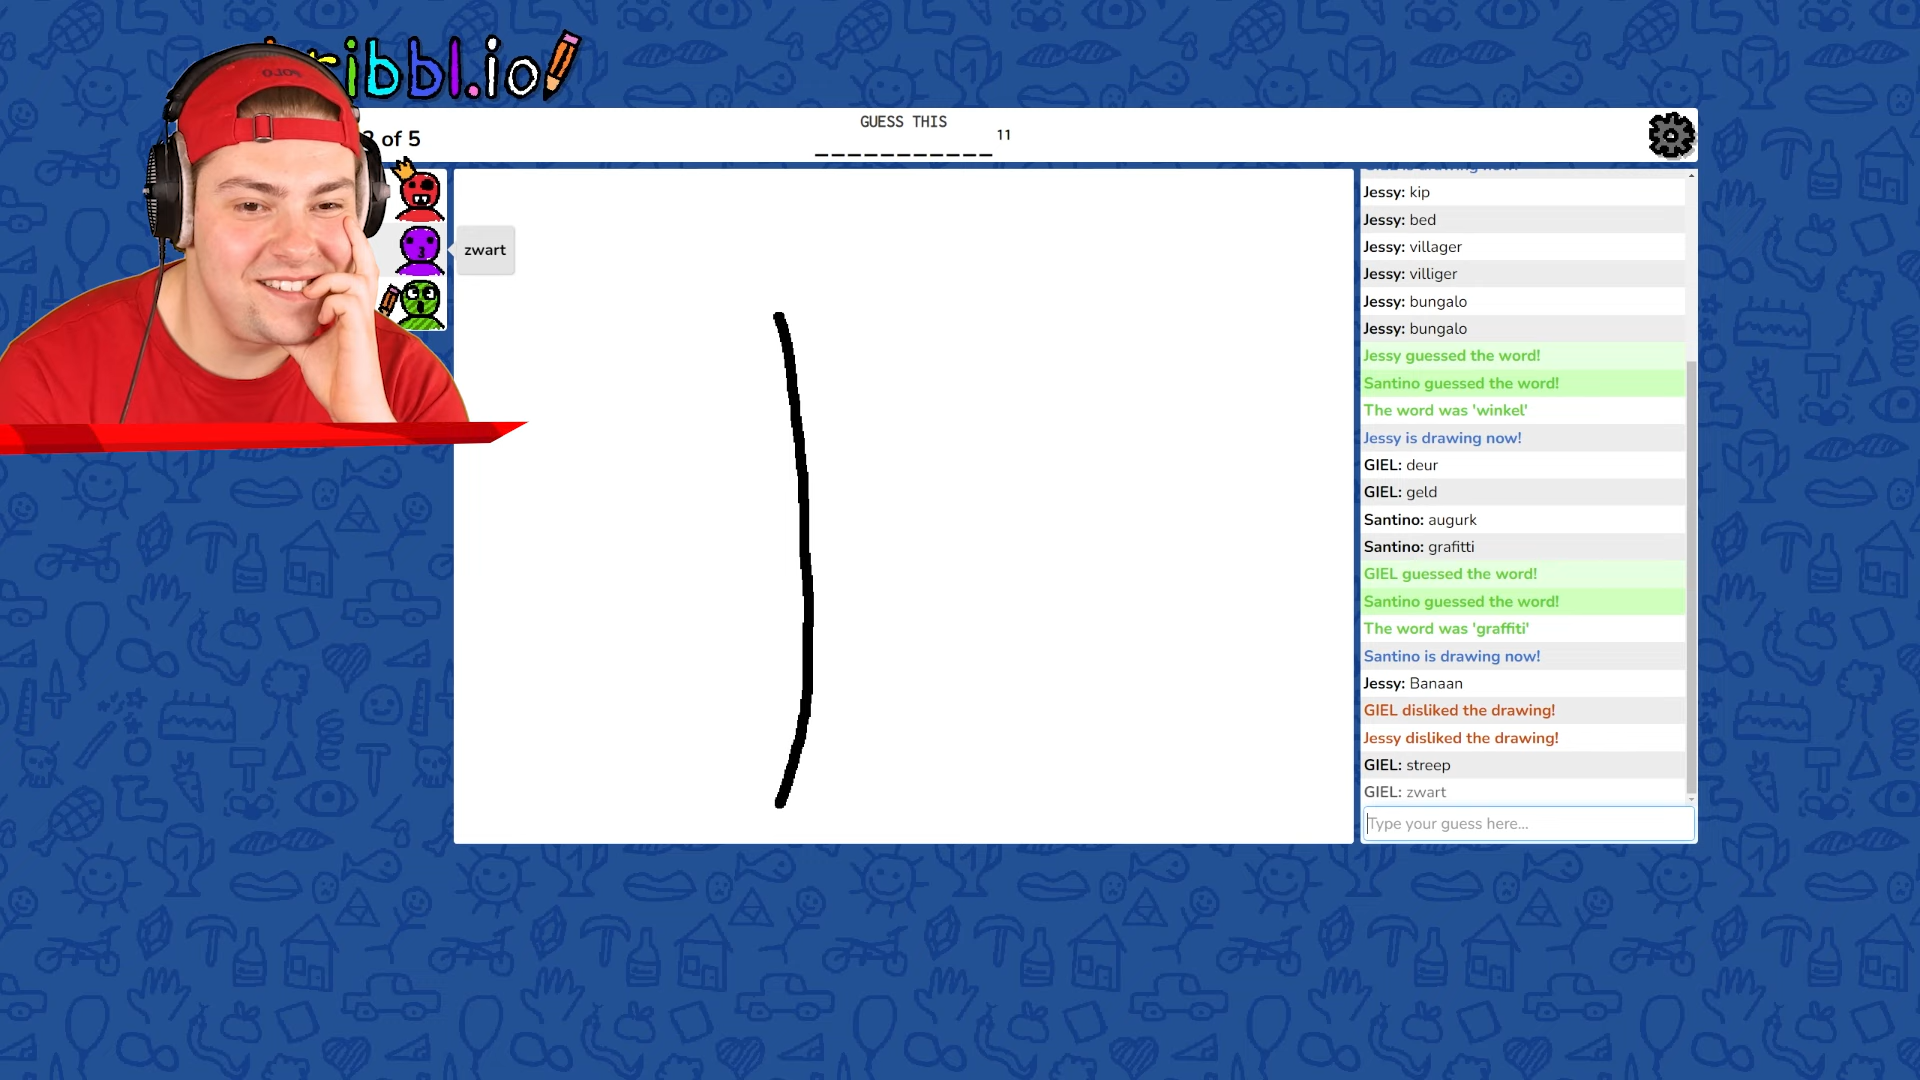 ribbl.io
of 5
GUESS THIS
___________ 11
zwart
Jessy: kip
Jessy: bed
Jessy: villager
Jessy: villiger
Jessy: bungalo
Jessy: bungalo
Jessy guessed the word!
Santino guessed the word!
The word was 'winkel'
Jessy is drawing now!
GIEL: deur
GIEL: geld
Santino: augurk
Santino: grafitti
GIEL guessed the word!
Santino guessed the word!
The word was 'graffiti'
Santino is drawing now!
Jessy: Banaan
GIEL disliked the drawing!
Jessy disliked the drawing!
GIEL: streep
GIEL: zwart
Type your guess here...